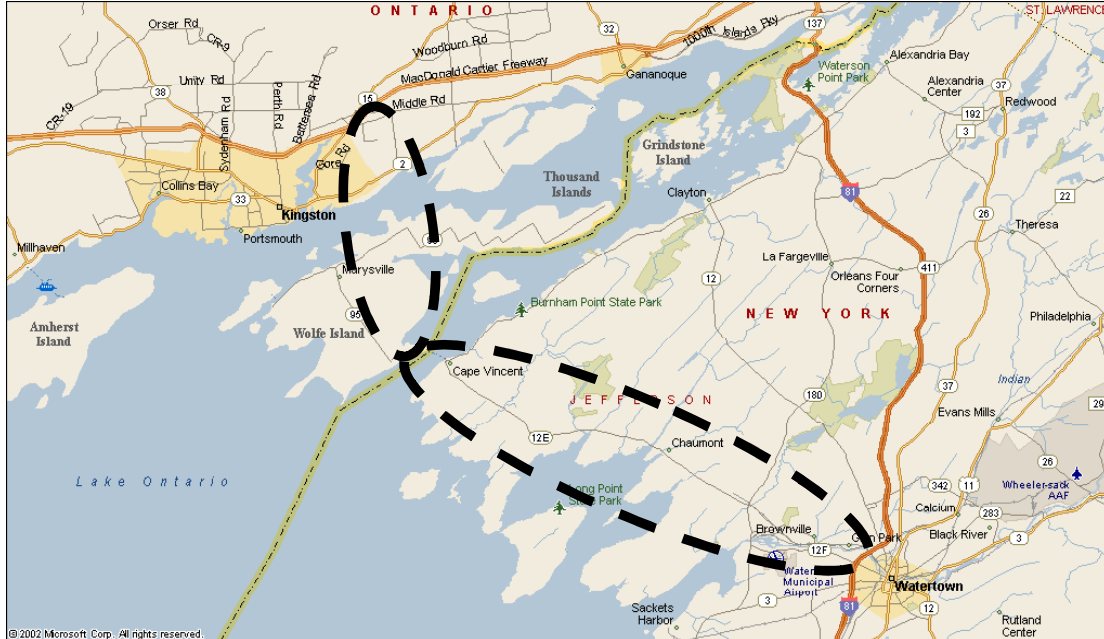 ONTARIO
ST. LAWRENCE
Orser Rd
CR-9
Woodburn Rd
32
1000th Islands Pky
137
MacDonald Cartier Freeway
Gananoque
Waterson
Point Park
Alexandria Bay
Alexandria
Center
37
Redwood
Unity Rd
38
Perth Rd
Battersea Rd
15
Middle Rd
192
3
CR-19
Sydenham Rd
Gore Rd
2
Grindstone
Island
Thousand
Islands
Clayton
81
22
Collins Bay
33
Kingston
Portsmouth
26
Theresa
Millhaven
Marysville
La Fargeville
Orleans Four
Corners
411
12
Amherst
Island
95
Wolfe Island
Burnham Point State Park
NEW YORK
Philadelphia
Cape Vincent
JEFFERSON
Indian
180
37
Evans Mills
29
12E
Chaumont
26
Lake Ontario
Long Point
State Park
342
11
Wheeler-sack
AAF
Calcium
283
Brownville
Black River
12F
3
Municipal
Airport
Watertown
3
81
12
Sackets
Harbor
Rutland
Center
© 2002 Microsoft Corp. All rights reserved.